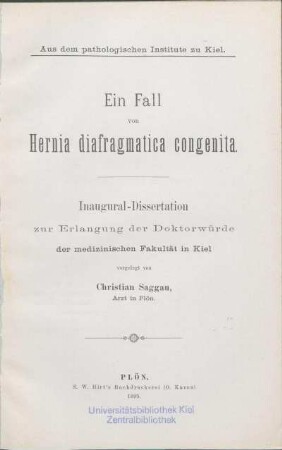 Aus dem pathologischen Institute zu Kiel.
Ein Fall
von
Hernia diafragmatica congenita.
Inaugural-Dissertation
zur Erlangung der Doktorwürde
der medizinischen Fakultät in Kiel
vorgelegt von
Christian Saggau,
Arzt in Plön.
PLÖN.
S. W. Hirt's Buchdruckerei (O. Kaven)
Universitätsbibliothek Kiel
Zentralbibliothek